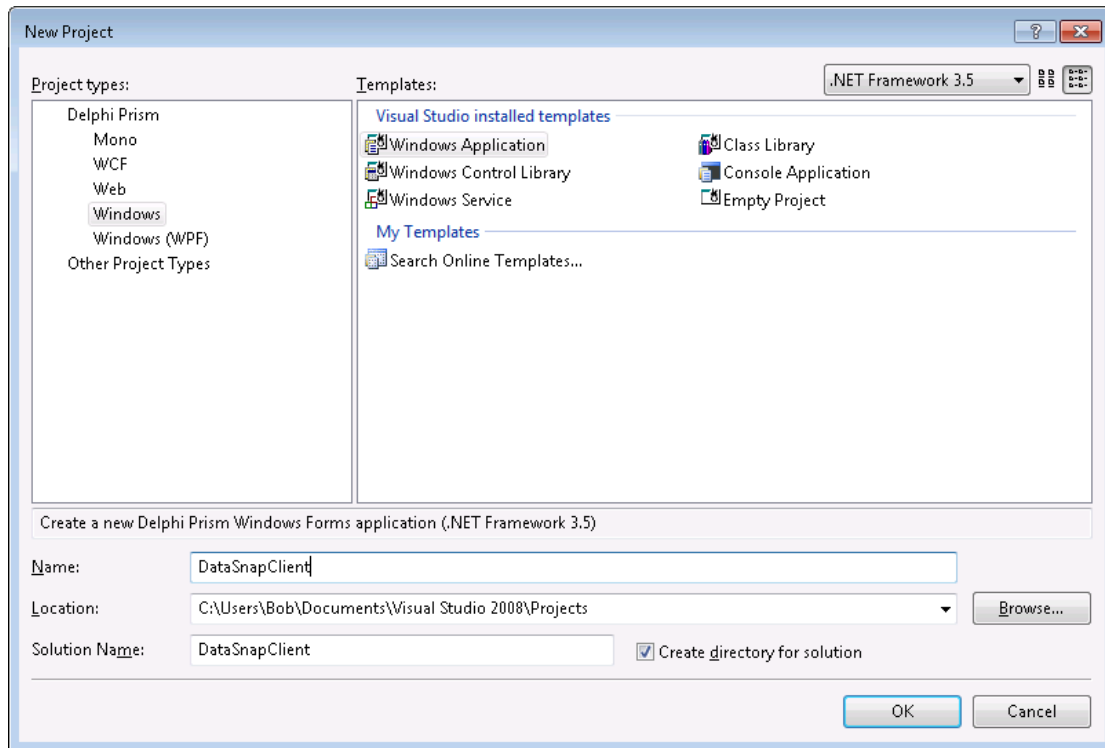 New Project
Project types:
Templates:
.NET Framework 3.5
Delphi Prism
Mono
WCF
Web
Windows
Windows (WPF)
Other Project Types
Visual Studio installed templates
Windows Application
Class Library
Windows Control Library
Console Application
Windows Service
Empty Project
My Templates
Search Online Templates...
Create a new Delphi Prism Windows Forms application (.NET Framework 3.5)
Name:
DataSnapClient
Location:
C:\Users\Bob\Documents\Visual Studio 2008\Projects
Browse...
Solution Name:
DataSnapClient
Create directory for solution
OK
Cancel